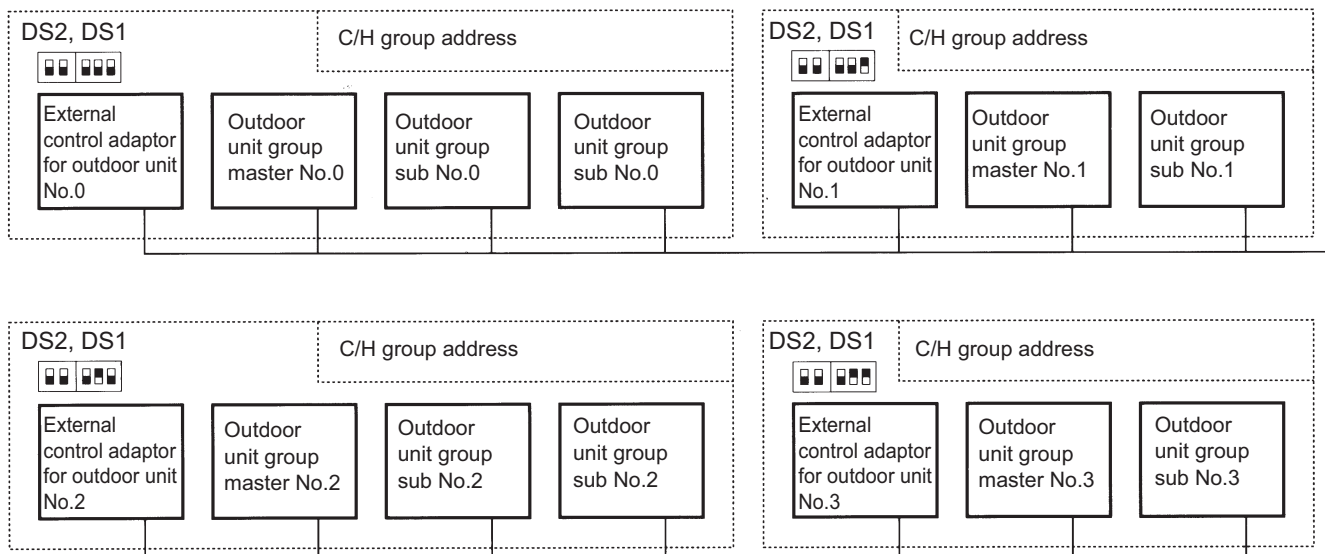 DS2, DS1
C/H group address
External
control adaptor
for outdoor unit
No.0
Outdoor
unit group
master No.0
Outdoor
unit group
sub No.0
Outdoor
unit group
sub No.0
DS2, DS1
C/H group address
External
control adaptor
for outdoor unit
No.1
Outdoor
unit group
master No.1
Outdoor
unit group
sub No.1
DS2, DS1
C/H group address
External
control adaptor
for outdoor unit
No.2
Outdoor
unit group
master No.2
Outdoor
unit group
sub No.2
Outdoor
unit group
sub No.2
DS2, DS1
C/H group address
External
control adaptor
for outdoor unit
No.3
Outdoor
unit group
master No.3
Outdoor
unit group
sub No.3